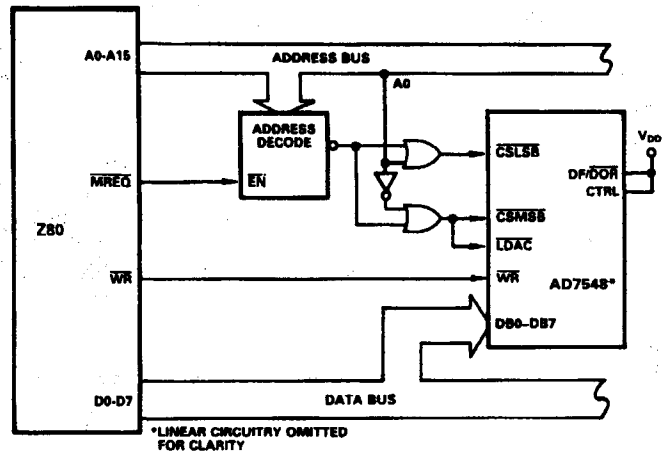 A0-A15
ADDRESS BUS
A0
ADDRESS
DECODE
EN
MREQ
Z80
CSLSB
CSMSB
LDAC
WR
WR
DB0–DB7
AD7548*
DF/DOR
CTRL
VDD
D0-D7
DATA BUS
*LINEAR CIRCUITRY OMITTED
FOR CLARITY